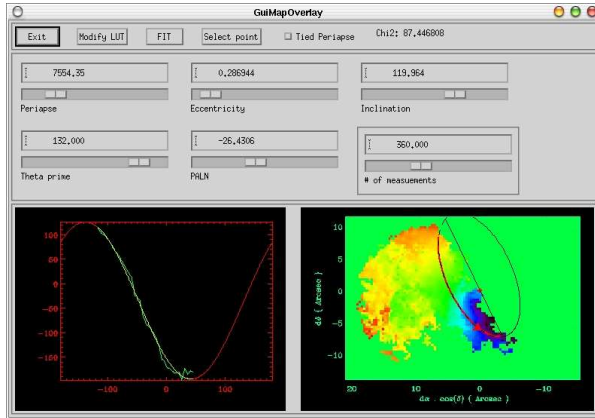 GuiMapOverlay
Exit Modify LUT FIT Select point Tied Periapse Chi2: 87.446808
7554.35 0.286944 119.964
Periapse Eccentricity Inclination
132.000 -26.4306 360.000
Theta prime PALN # of measuements
100
50
0
-50
-100
-150
-100 0 100
10
5
0
-5
-10
20 10 0 -10
dδ { Arcsec }
dα . cos(δ) { Arcsec }